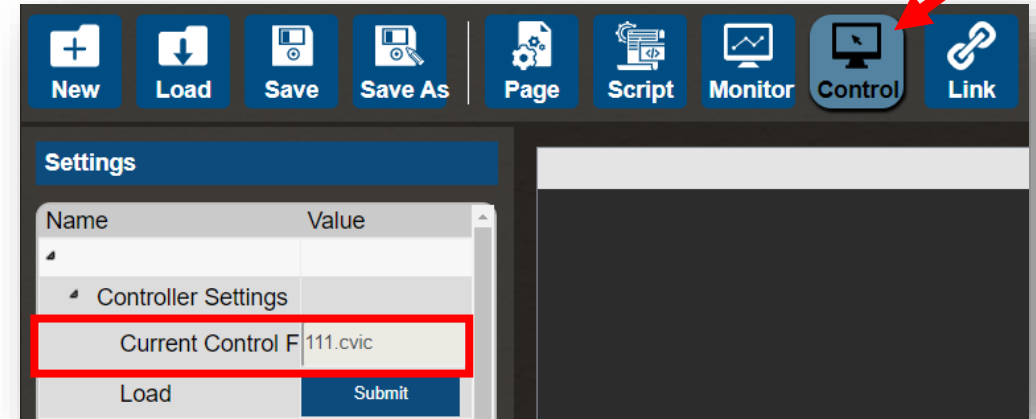 New Load Save Save As Page Script Monitor Control Link
Settings
Name Value
Controller Settings
Current Control F 111.cvic
Load Submit